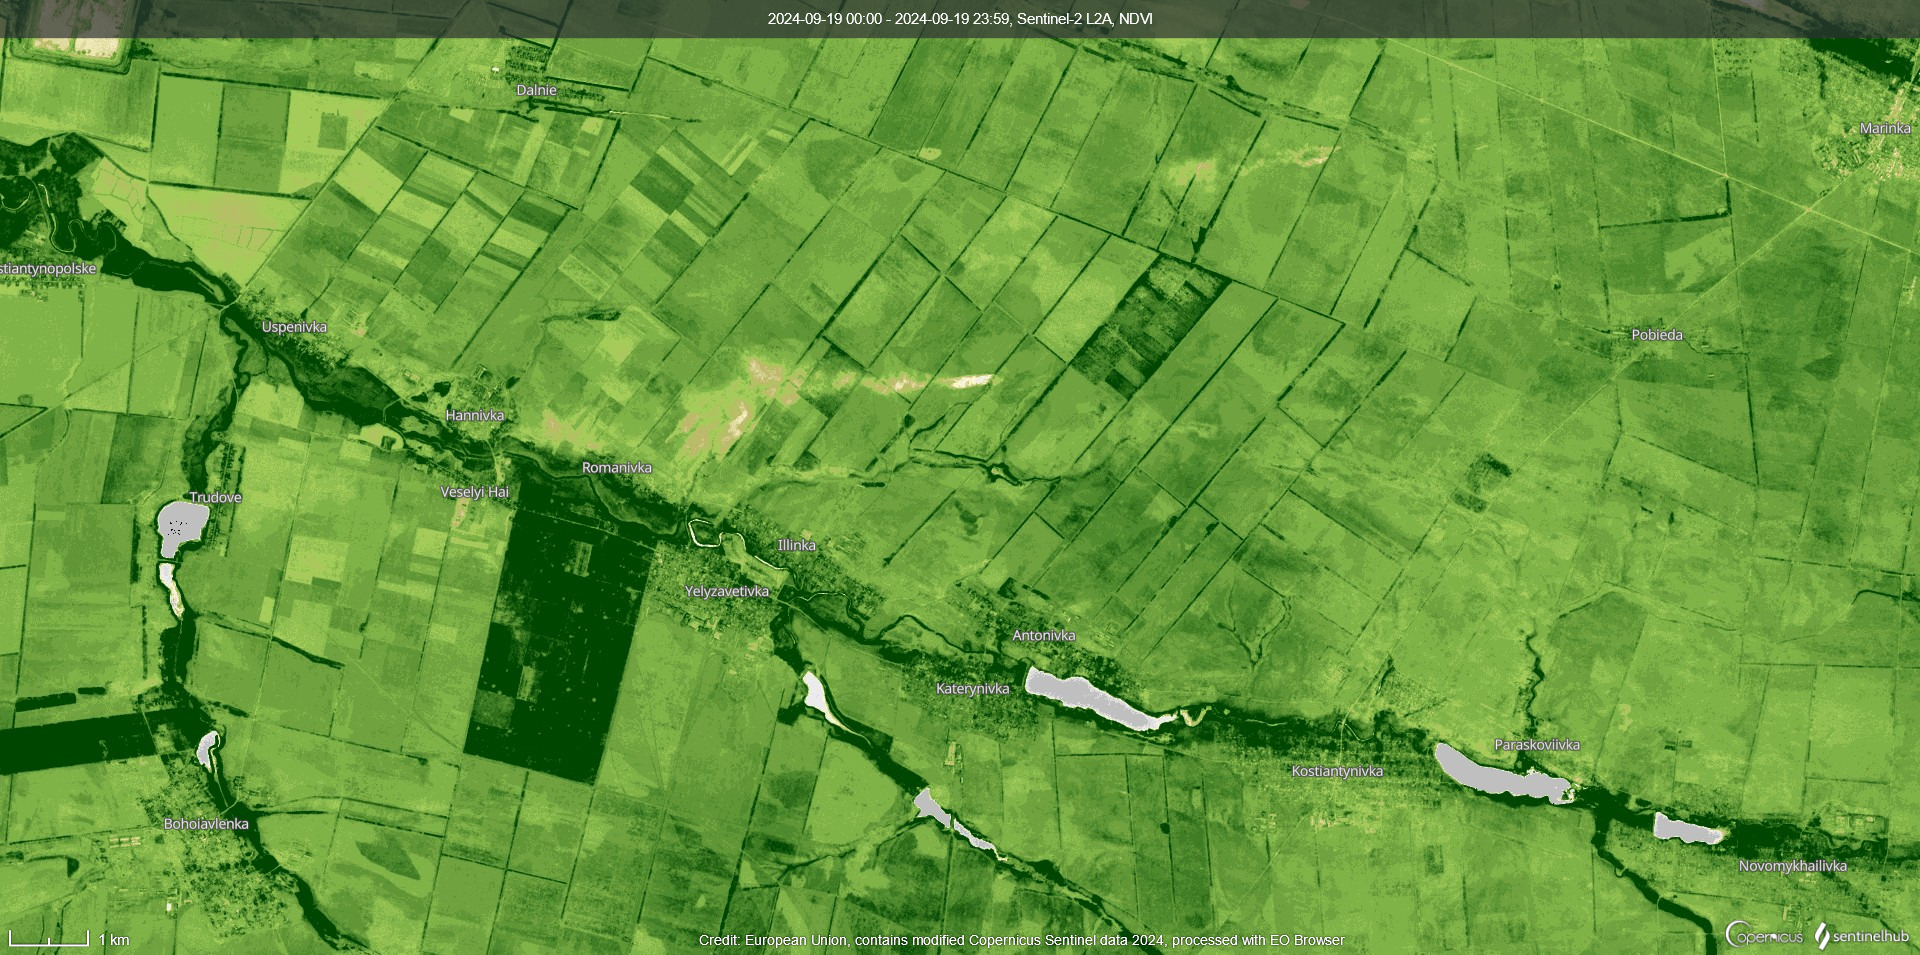 2024-09-19 00:00 - 2024-09-19 23:59, Sentinel-2 L2A, NDVI
Dalnie
Marinka
stiantynopolske
Uspenivka
Pobieda
Hannivka
Romanivka
Veselyi Hai
Trudove
Illinka
Yelyzavetivka
Antonivka
Katerynivka
Paraskoviivka
Kostiantynivka
Bohoiavlenka
Novomykhailivka
1 km
Credit: European Union, contains modified Copernicus Sentinel data 2024, processed with EO Browser
Copernicus
sentinelhub